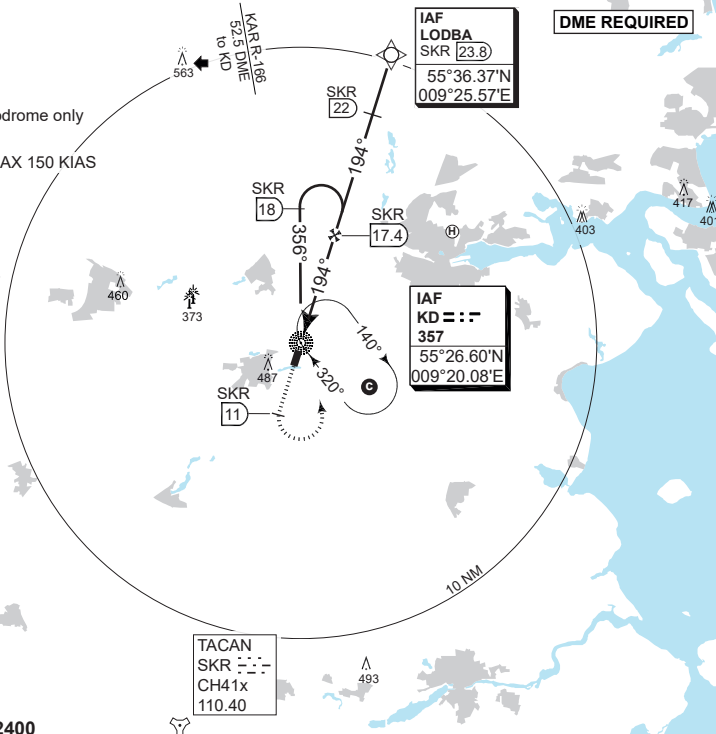 KAR R-166
52.5 DME
to KD
563
IAF
LODBA
SKR 23.8
55°36.37'N
009°25.57'E
DME REQUIRED
odrome only
AX 150 KIAS
SKR
22
194°
SKR
18
356°
SKR
17.4
H
417
401
403
460
373
194°
IAF
KD
357
55°26.60'N
009°20.08'E
140°
320°
C
487
SKR
11
10 NM
TACAN
SKR
CH41x
110.40
493
2400